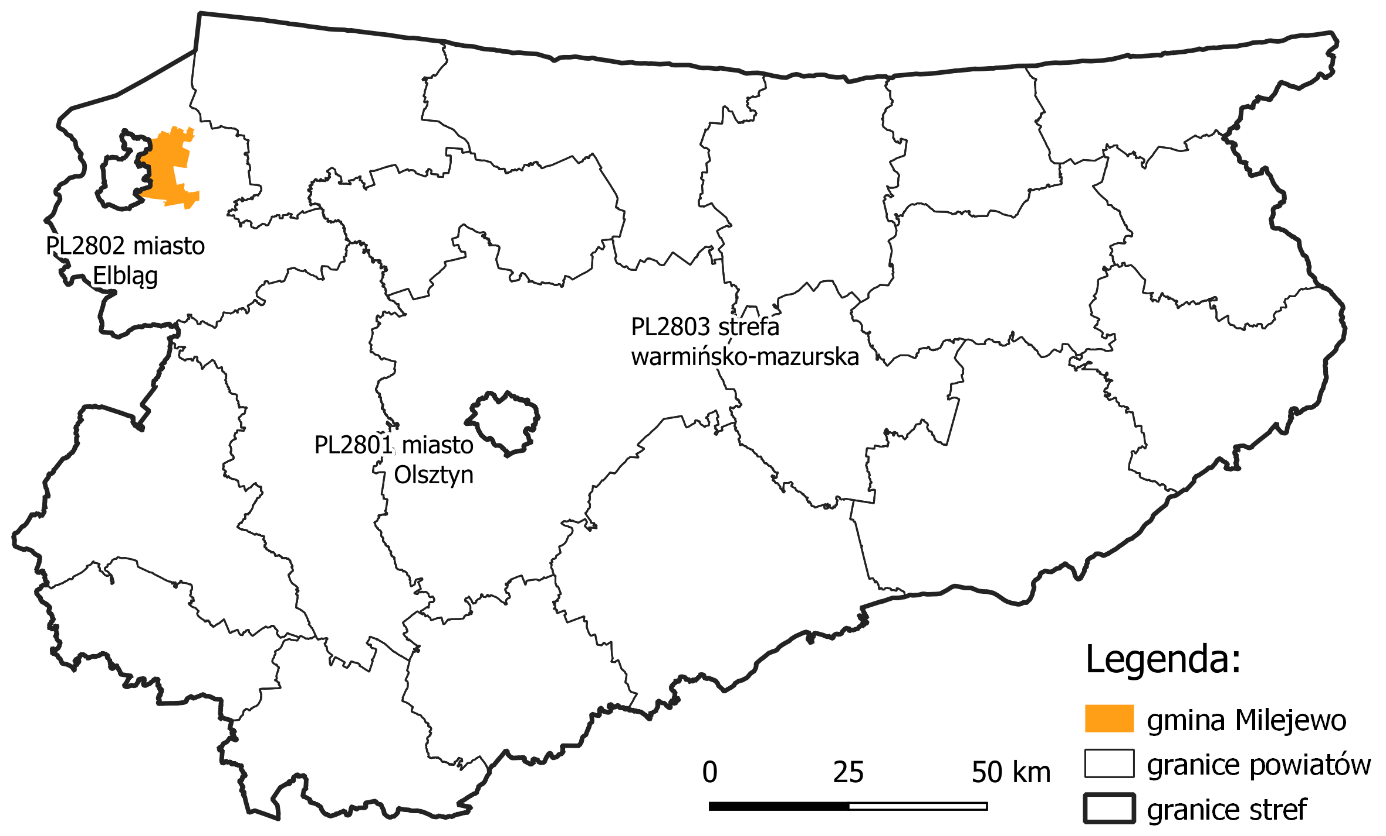 PL2802 miasto
Elbląg
PL2803 strefa
warmińsko-mazurska
PL2801 miasto
Olsztyn
Legenda:
gmina Milejewo
granice powiatów
granice stref
0 25 50 km